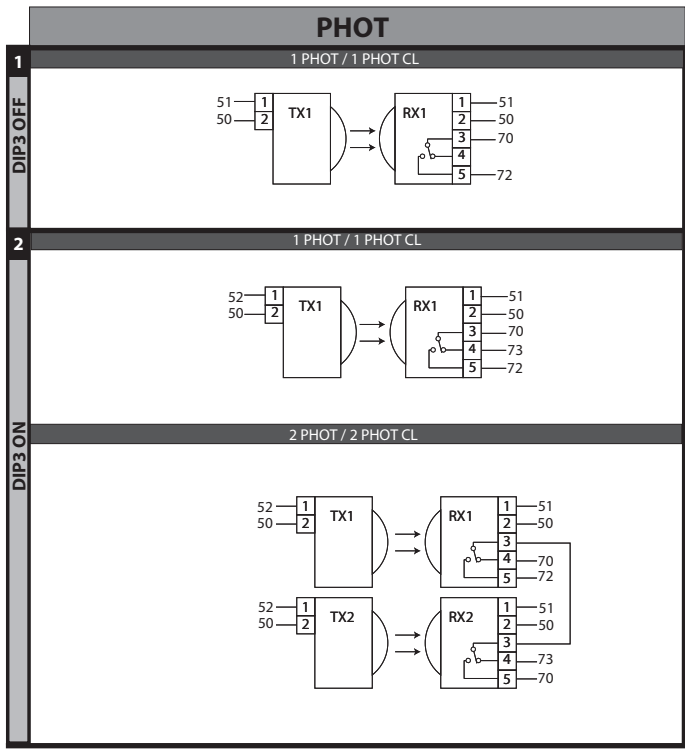 PHOT
1
1 PHOT / 1 PHOT CL
DIP3 OFF
51 1 TX1 RX1 1 51
50 2 2 50
3 70
4
5 72
2
1 PHOT / 1 PHOT CL
DIP3 ON
52 1 TX1 RX1 1 51
50 2 2 50
3 70
4 73
5 72
2 PHOT / 2 PHOT CL
52 1 TX1 RX1 1 51
50 2 2 50
3
4 70
5 72
52 1 TX2 RX2 1 51
50 2 2 50
3
4 73
5 70